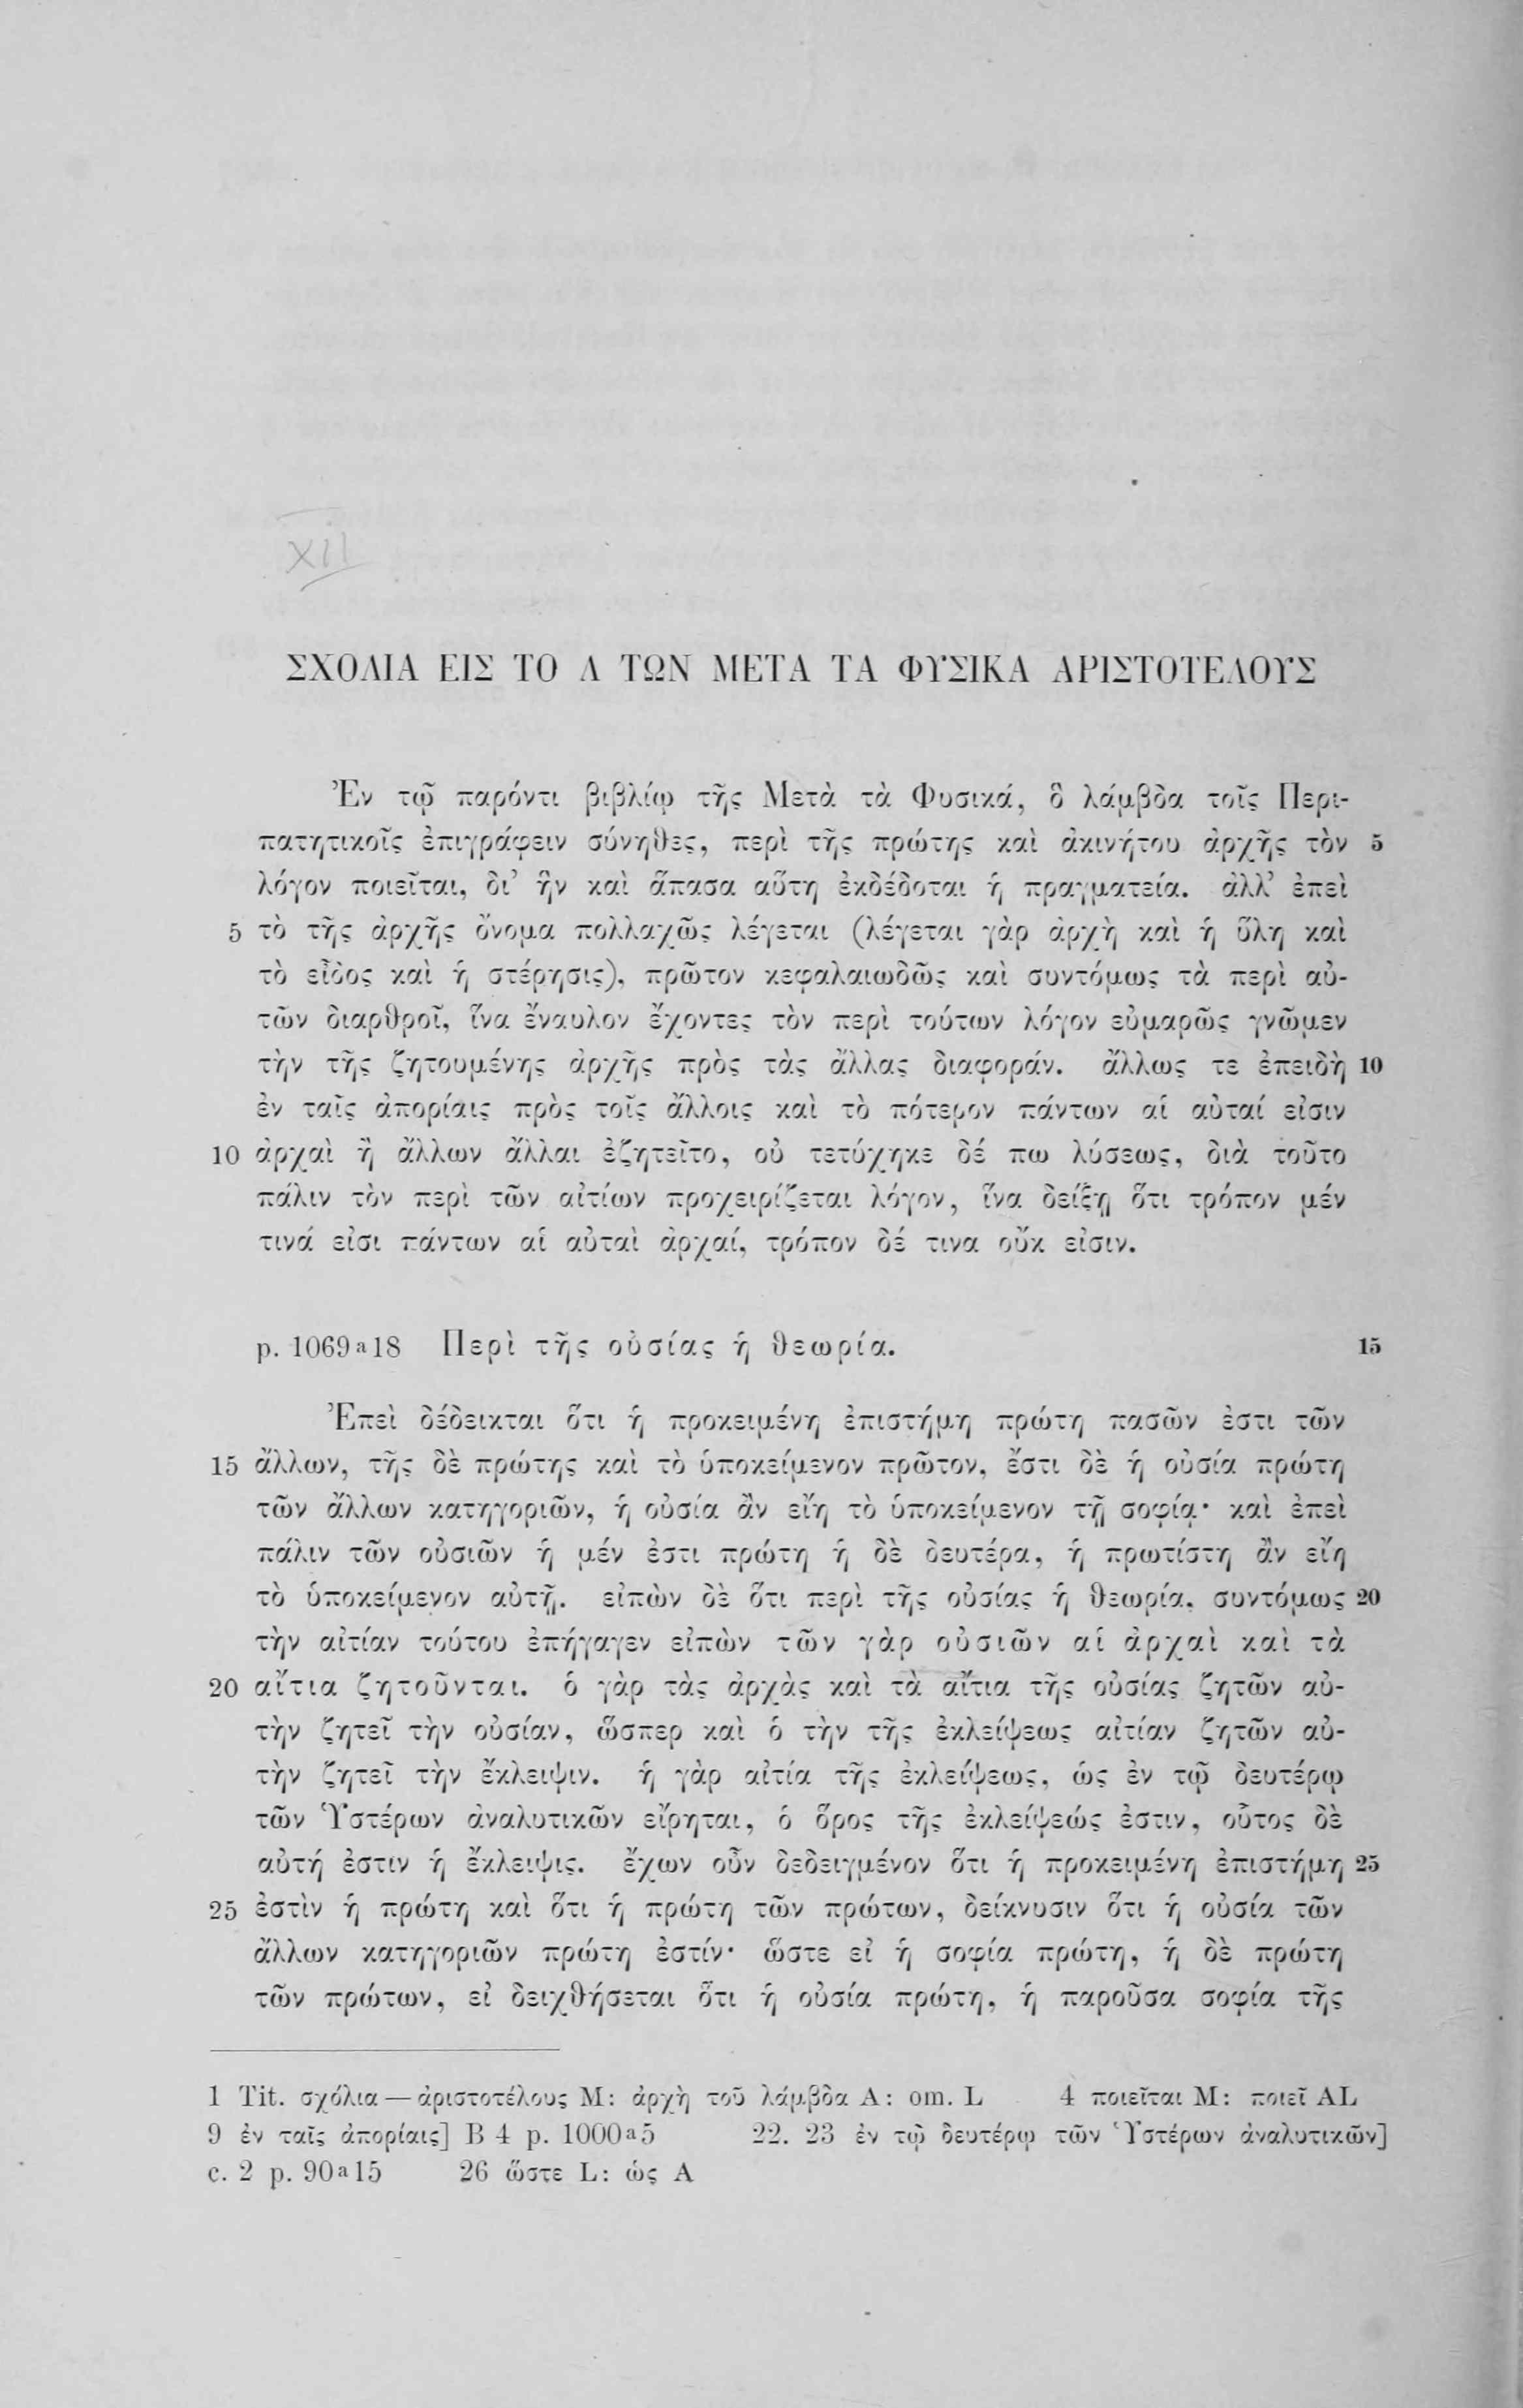 XII
ΣΧΟΛΙΑ ΕΙΣ ΤΟ Λ ΤΩΝ ΜΕΤΑ ΤΑ ΦΥΣΙΚΑ ΑΡΙΣΤΟΤΕΛΟΥΣ
Ἐν τῷ παρόντι βιβλίῳ τῆς Μετὰ τὰ Φυσικά, ὃ λάμβδα τοῖς Περι-
πατητικοῖς ἐπιγράφειν σύνηθες, περὶ τῆς πρώτης καὶ ἀκινήτου ἀρχῆς τὸν 5
λόγον ποιεῖται, δι’ ἣν καὶ ἅπασα αὕτη ἐκδέδοται ἡ πραγματεία. ἀλλ’ ἐπεὶ
5 τὸ τῆς ἀρχῆς ὄνομα πολλαχῶς λέγεται (λέγεται γὰρ ἀρχὴ καὶ ἡ ὕλη καὶ
τὸ εἶδος καὶ ἡ στέρησις), πρῶτον κεφαλαιωδῶς καὶ συντόμως τὰ περὶ αὐ-
τῶν διαρθροῖ, ἵνα ἔναυλον ἔχοντες τὸν περὶ τούτων λόγον εὐμαρῶς γνῶμεν
τὴν τῆς ζητουμένης ἀρχῆς πρὸς τὰς ἄλλας διαφοράν. ἄλλως τε ἐπειδὴ 10
ἐν ταῖς ἀπορίαις πρὸς τοῖς ἄλλοις καὶ τὸ πότερον πάντων αἱ αὐταί εἰσιν
10 ἀρχαὶ ἢ ἄλλων ἄλλαι ἐζητεῖτο, οὐ τετύχηκε δέ πω λύσεως, διὰ τοῦτο
πάλιν τὸν περὶ τῶν αἰτίων προχειρίζεται λόγον, ἵνα δείξῃ ὅτι τρόπον μέν
τινά εἰσι πάντων αἱ αὐταὶ ἀρχαί, τρόπον δέ τινα οὔκ εἰσιν.
p. 1069a18 Περὶ τῆς οὐσίας ἡ θεωρία. 15
Ἐπεὶ δέδεικται ὅτι ἡ προκειμένη ἐπιστήμη πρώτη πασῶν ἐστι τῶν
15 ἄλλων, τῆς δὲ πρώτης καὶ τὸ ὑποκείμενον πρῶτον, ἔστι δὲ ἡ οὐσία πρώτη
τῶν ἄλλων κατηγοριῶν, ἡ οὐσία ἂν εἴη τὸ ὑποκείμενον τῇ σοφίᾳ· καὶ ἐπεὶ
πάλιν τῶν οὐσιῶν ἡ μέν ἐστι πρώτη ἡ δὲ δευτέρα, ἡ πρωτίστη ἂν εἴη
τὸ ὑποκείμενον αὐτῇ. εἰπὼν δὲ ὅτι περὶ τῆς οὐσίας ἡ θεωρία, συντόμως 20
τὴν αἰτίαν τούτου ἐπήγαγεν εἰπὼν τῶν γὰρ οὐσιῶν αἱ ἀρχαὶ καὶ τὰ
20 αἴτια ζητοῦνται. ὁ γὰρ τὰς ἀρχὰς καὶ τὰ αἴτια τῆς οὐσίας ζητῶν αὐ-
τὴν ζητεῖ τὴν οὐσίαν, ὥσπερ καὶ ὁ τὴν τῆς ἐκλείψεως αἰτίαν ζητῶν αὐ-
τὴν ζητεῖ τὴν ἔκλειψιν. ἡ γὰρ αἰτία τῆς ἐκλείψεως, ὡς ἐν τῷ δευτέρῳ
τῶν Ὑστέρων ἀναλυτικῶν εἴρηται, ὁ ὅρος τῆς ἐκλείψεώς ἐστιν, οὗτος δὲ
αὐτή ἐστιν ἡ ἔκλειψις. ἔχων οὖν δεδειγμένον ὅτι ἡ προκειμένη ἐπιστήμη 25
25 ἐστὶν ἡ πρώτη καὶ ὅτι ἡ πρώτη τῶν πρώτων, δείκνυσιν ὅτι ἡ οὐσία τῶν
ἄλλων κατηγοριῶν πρώτη ἐστίν· ὥστε εἰ ἡ σοφία πρώτη, ἡ δὲ πρώτη
τῶν πρώτων, εἰ δειχθήσεται ὅτι ἡ οὐσία πρώτη, ἡ παροῦσα σοφία τῆς
1 Tit. σχόλια — ἀριστοτέλους M: ἀρχὴ τοῦ λάμβδα A: om. L 4 ποιεῖται M: ποιεῖ AL
9 ἐν ταῖς ἀπορίαις] B 4 p. 1000a5 22. 23 ἐν τῷ δευτέρῳ τῶν Ὑστέρων ἀναλυτικῶν]
c. 2 p. 90a15 26 ὥστε L: ὡς A